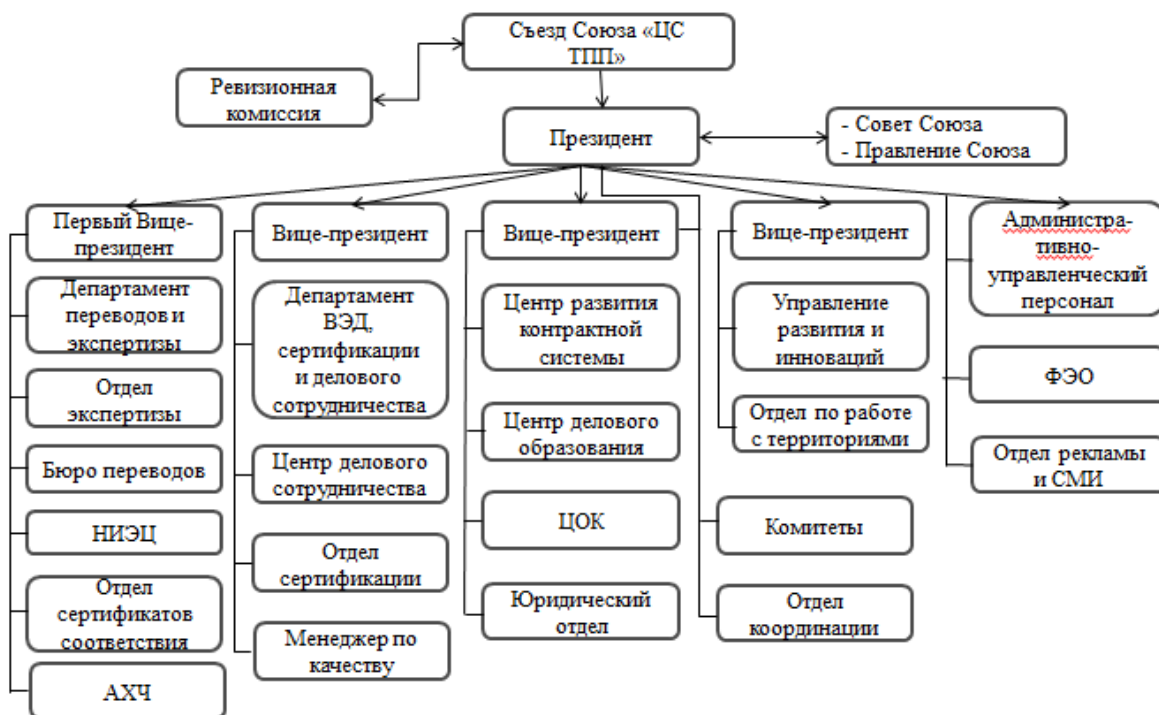 Съезд Союза «ЦС
ТПП»
Ревизионная
комиссия
Президент
- Совет Союза
- Правление Союза
Первый Вице-
президент
Департамент
переводов и
экспертизы
Отдел
экспертизы
Бюро переводов
НИЭЦ
Отдел
сертификатов
соответствия
АХЧ
Вице-президент
Департамент
ВЭД,
сертификации
и делового
сотрудничества
Центр делового
сотрудничества
Отдел
сертификации
Менеджер по
качеству
Вице-президент
Центр развития
контрактной
системы
Центр делового
образования
ЦОК
Юридический
отдел
Вице-президент
Управление
развития и
инноваций
Отдел по работе
с территориями
Комитеты
Отдел
координации
Администра-
тивно-
управленческий
персонал
ФЭО
Отдел рекламы
и СМИ